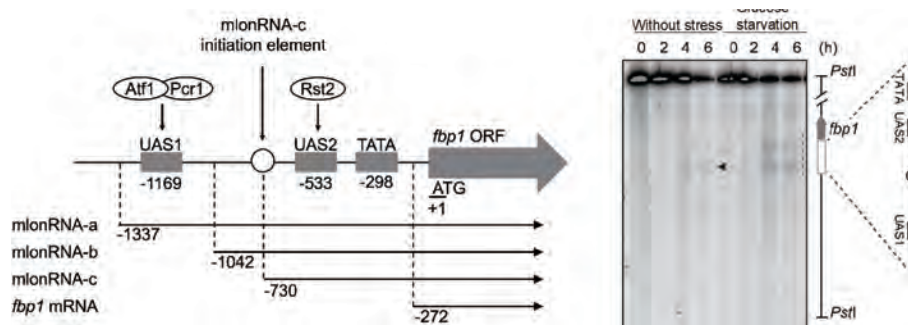 mlonRNA-c
initiation element
Atf1 Pcr1
Rst2
UAS1
UAS2
TATA
fbp1 ORF
-1169
-533
-298
ATG
+1
mlonRNA-a
-1337
mlonRNA-b
-1042
mlonRNA-c
-730
fbp1 mRNA
-272
Glucose
Without stress starvation
0 2 4 6 0 2 4 6 (h)
PstI
fbp1
PstI
TATA
UAS2
UAS1